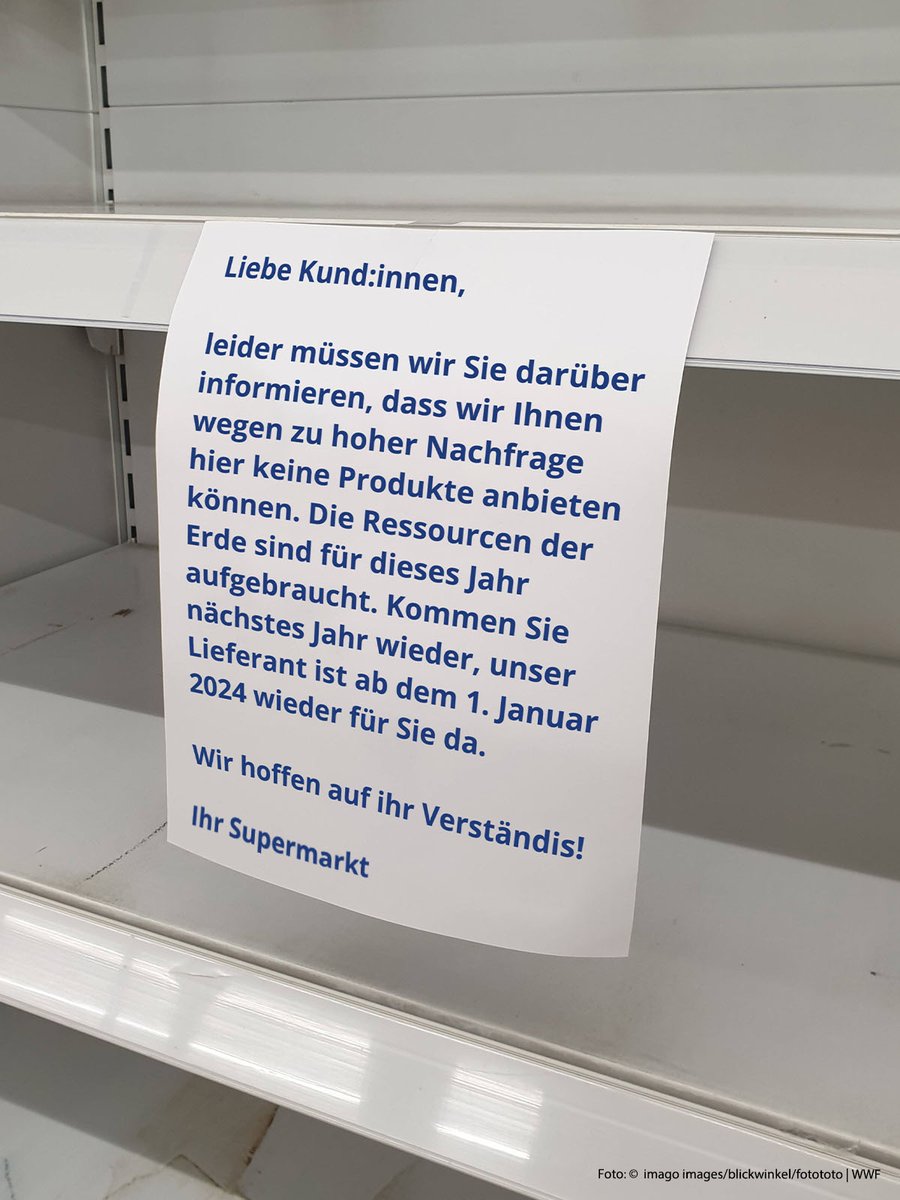 Liebe Kund:innen,
leider müssen wir Sie darüber
informieren, dass wir Ihnen
wegen zu hoher Nachfrage
hier keine Produkte anbieten
können. Die Ressourcen der
Erde sind für dieses Jahr
aufgebraucht. Kommen Sie
nächstes Jahr wieder, unser
Lieferant ist ab dem 1. Januar
2024 wieder für Sie da.
Wir hoffen auf ihr Verständis!
Ihr Supermarkt
Foto: © imago images/blickwinkel/fotototo | WWF